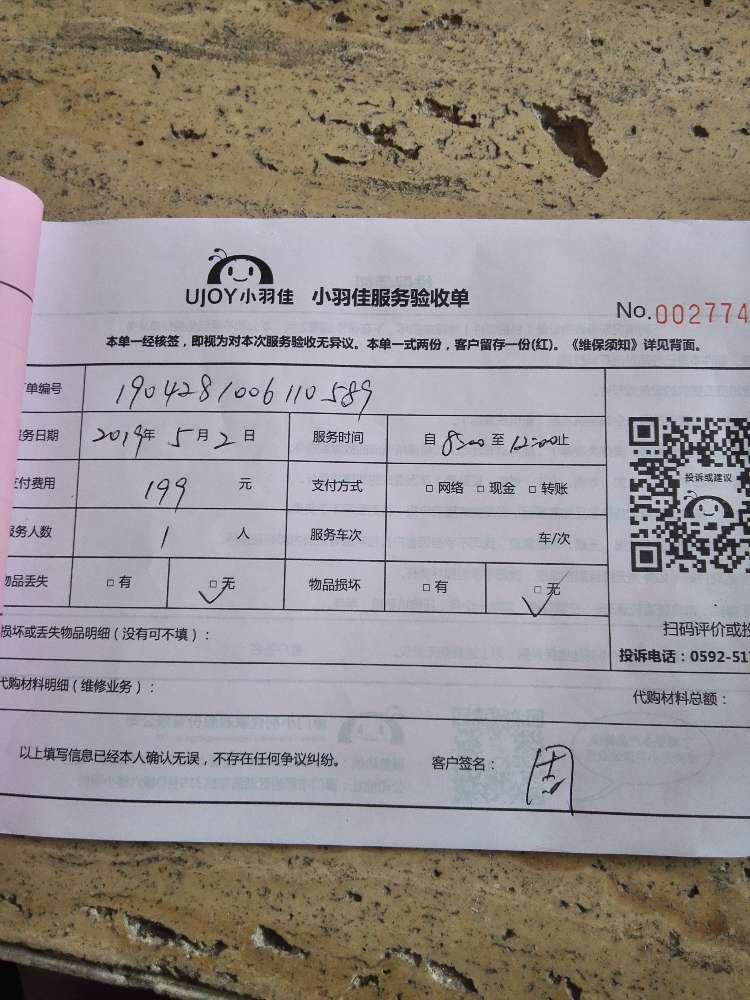 UJOY小羽佳 小羽佳服务验收单
No.002774
本单一经核签，即视为对本次服务验收无异议。本单一式两份，客户留存一份(红)。《维保须知》详见背面。
单编号 1904281006110589
务日期 2019年 5月2日 服务时间 自 8:00 至 12:00止
付费用 199 元 支付方式 □网络 □现金 □转账
服务人数 1 人 服务车次 车/次
物品丢失 □有 □无 物品损坏 □有 □无
投诉或建议
扫码评价或投
投诉电话：0592-517
损坏或丢失物品明细（没有可不填）：
代购材料明细（维修业务）： 代购材料总额：
以上填写信息已经本人确认无误，不存在任何争议纠纷。 客户签名： 周